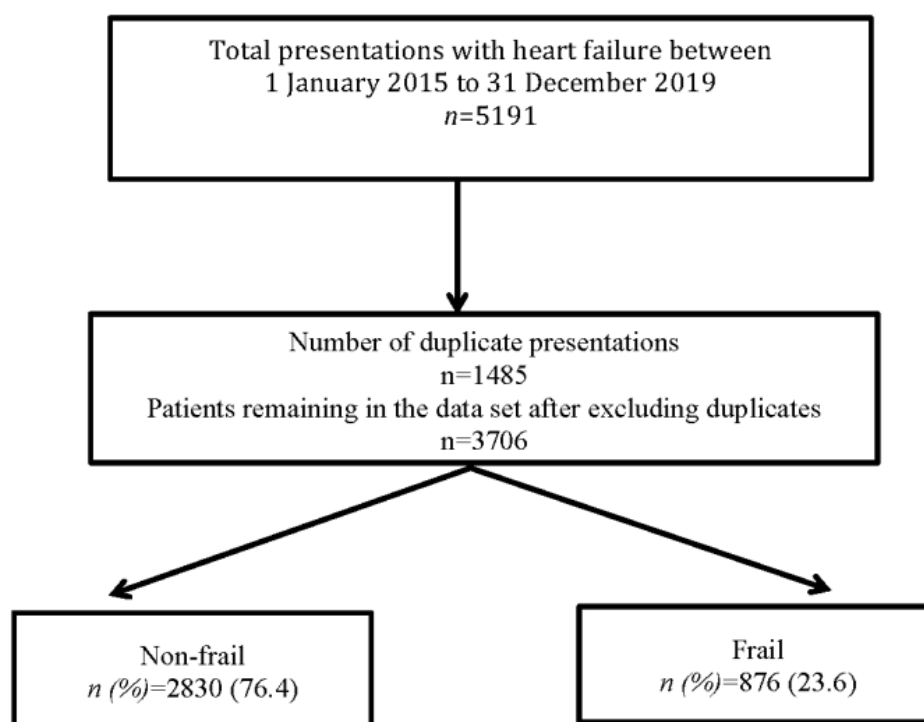 Total presentations with heart failure between
1 January 2015 to 31 December 2019
n=5191
Number of duplicate presentations
n=1485
Patients remaining in the data set after excluding duplicates
n=3706
Non-frail
n (%)=2830 (76.4)
Frail
n (%)=876 (23.6)